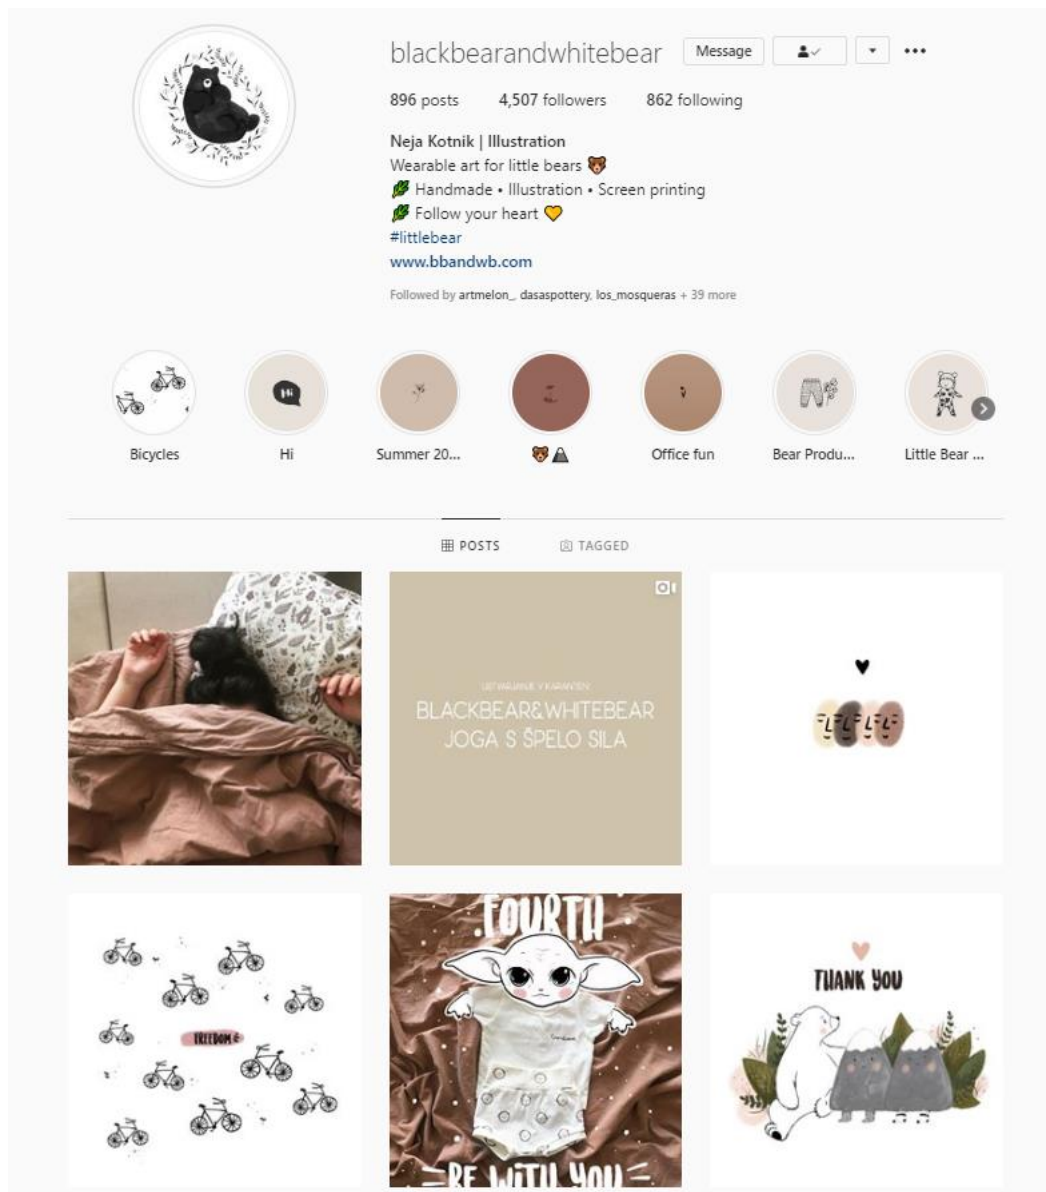 blackbearandwhitebear Message
896 posts 4,507 followers 862 following
Neja Kotnik | Illustration
Wearable art for little bears 🐻
🌿 Handmade • Illustration • Screen printing
🌿 Follow your heart 💛
#littlebear
www.bbandwb.com
Followed by artmelon_, dasaspottery, los_mosqueras + 39 more
Hi
Bicycles Hi Summer 20... 🐻🏔 Office fun Bear Produ... Little Bear ...
POSTS TAGGED
USTVARJANJE V KARANTENI
BLACKBEAR&WHITEBEAR
JOGA S ŠPELO SILA
FREEDOM
FOURTH
BE WITH YOU
THANK YOU